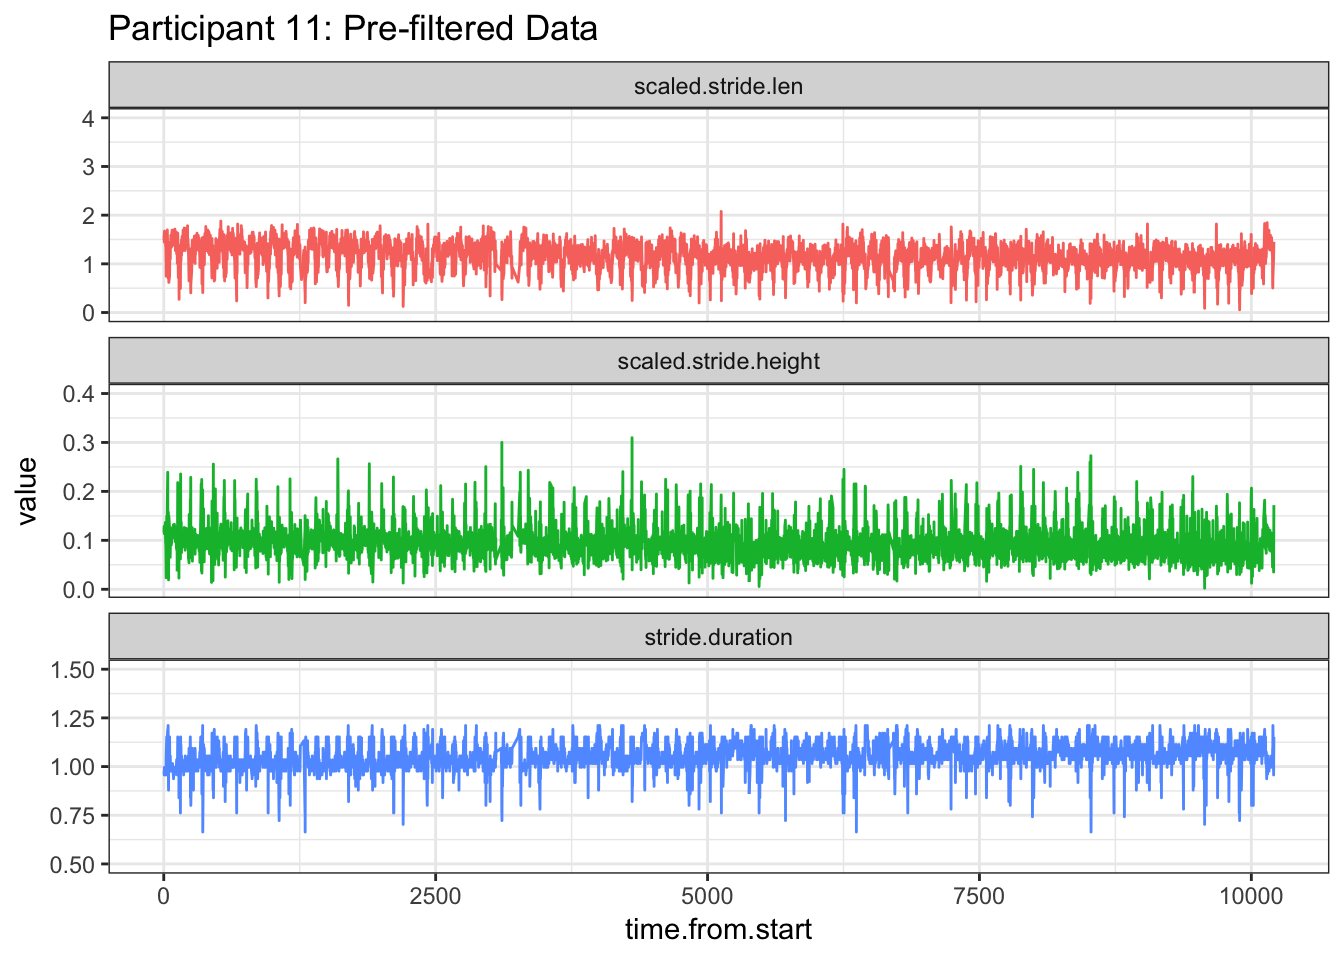 Participant 11: Pre-filtered Data
scaled.stride.len
4
3
2
1
0
scaled.stride.height
0.4
0.3
0.2
0.1
0.0
value
stride.duration
1.50
1.25
1.00
0.75
0.50
0 2500 5000 7500 10000
time.from.start